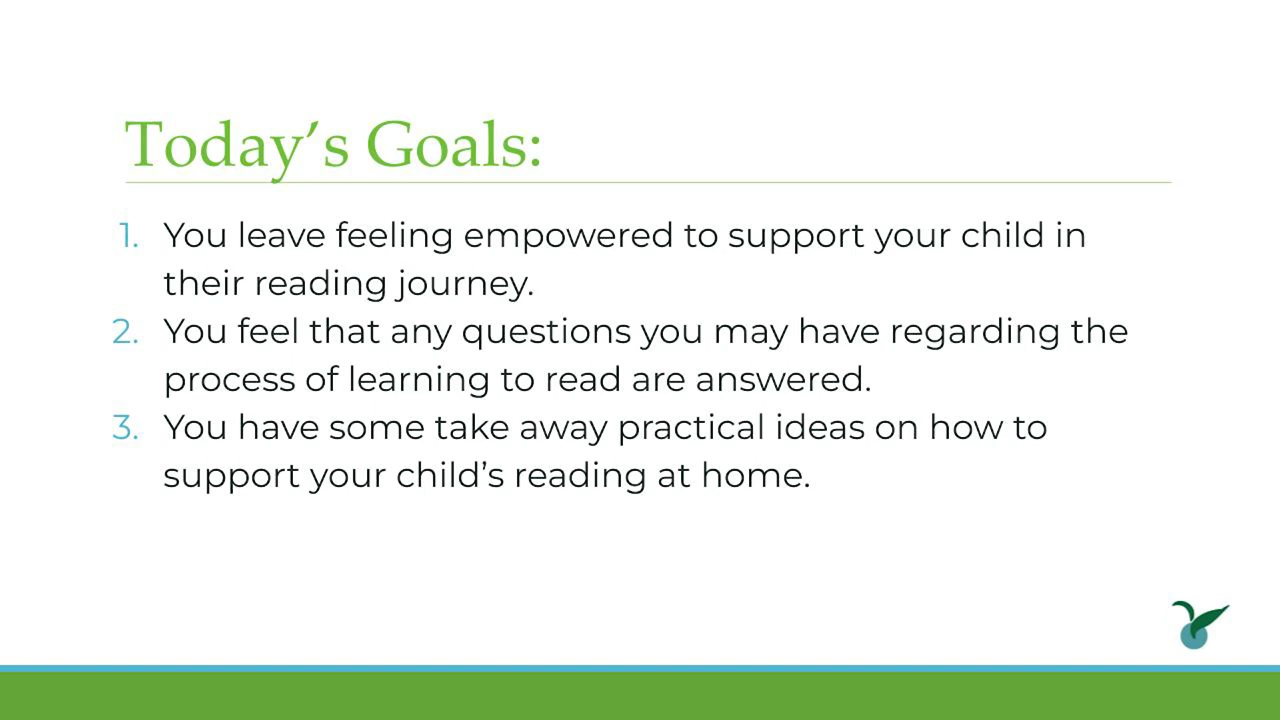 Today’s Goals:
1. You leave feeling empowered to support your child in
their reading journey.
2. You feel that any questions you may have regarding the
process of learning to read are answered.
3. You have some take away practical ideas on how to
support your child’s reading at home.